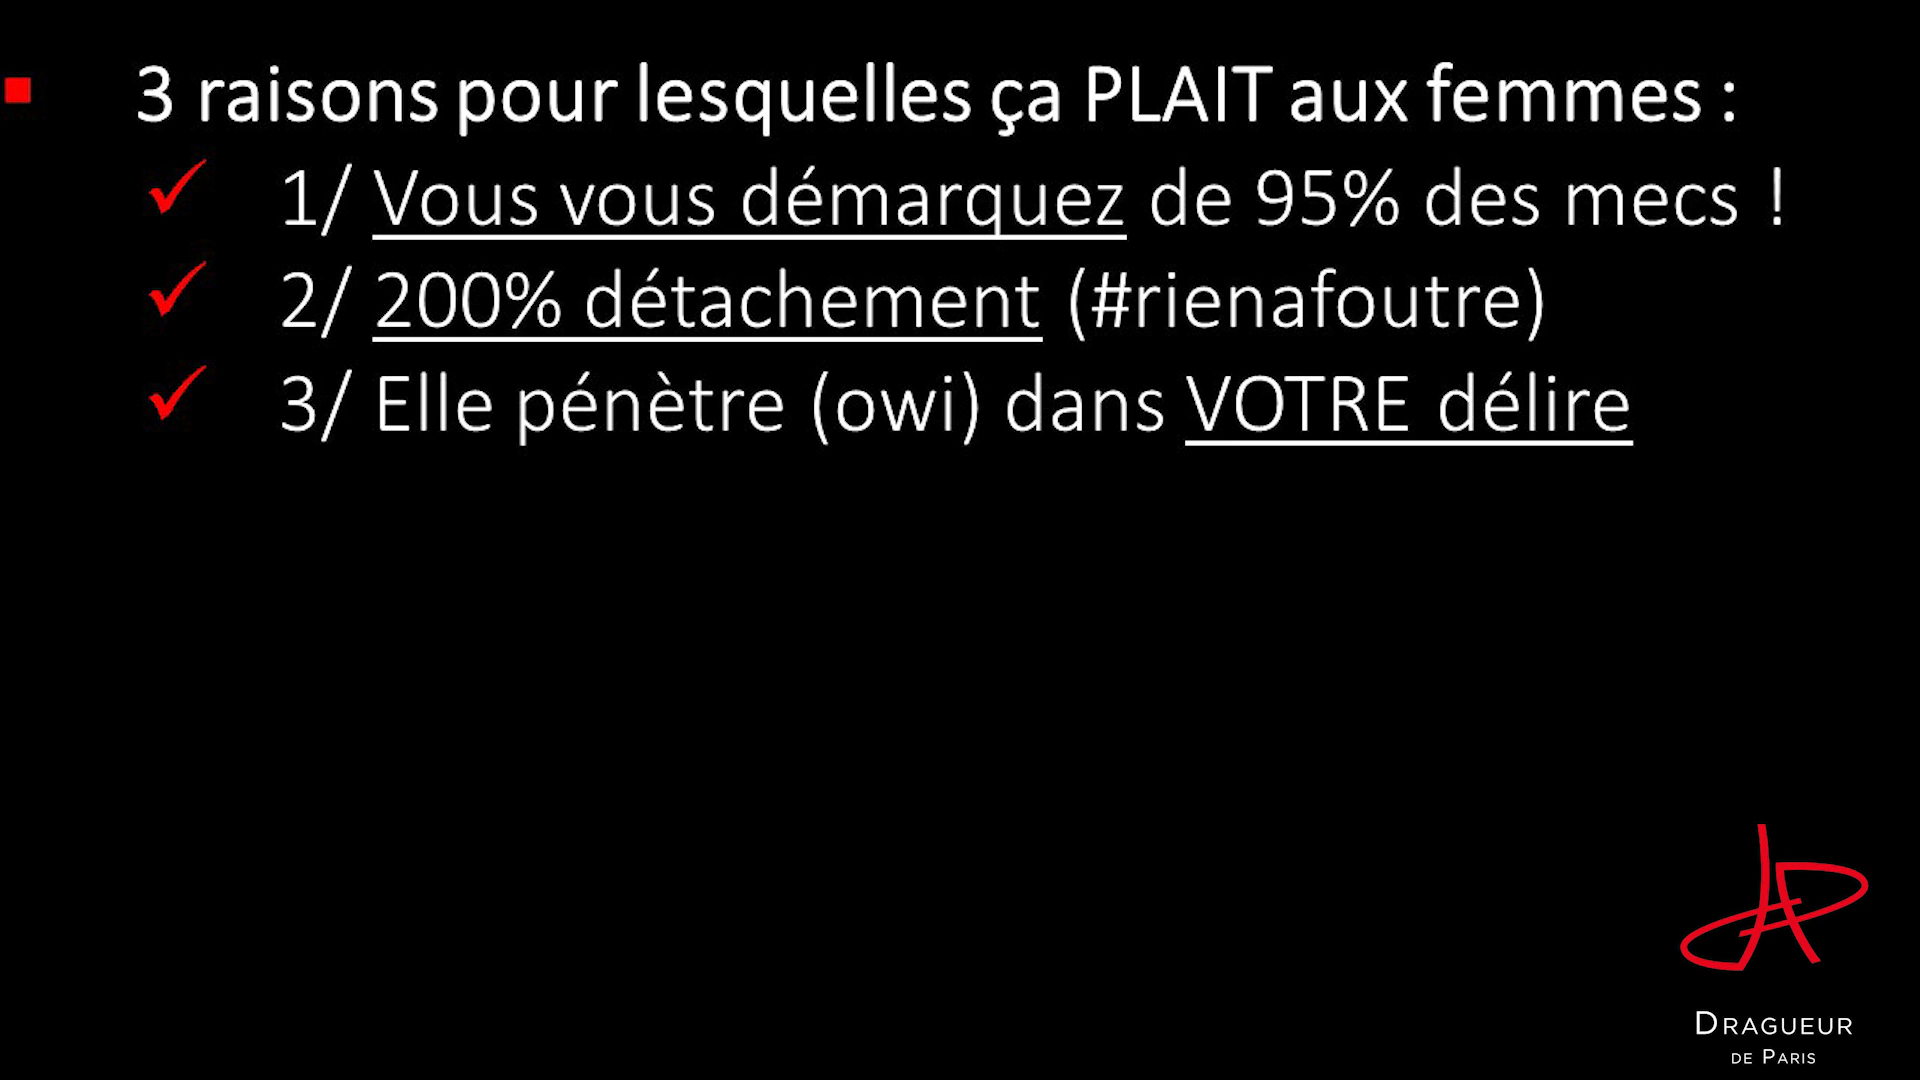 3 raisons pour lesquelles ça PLAIT aux femmes :
1/ Vous vous démarquez de 95% des mecs !
2/ 200% détachement (#rienafoutre)
3/ Elle pénètre (owi) dans VOTRE délire
DRAGUEUR
DE PARIS